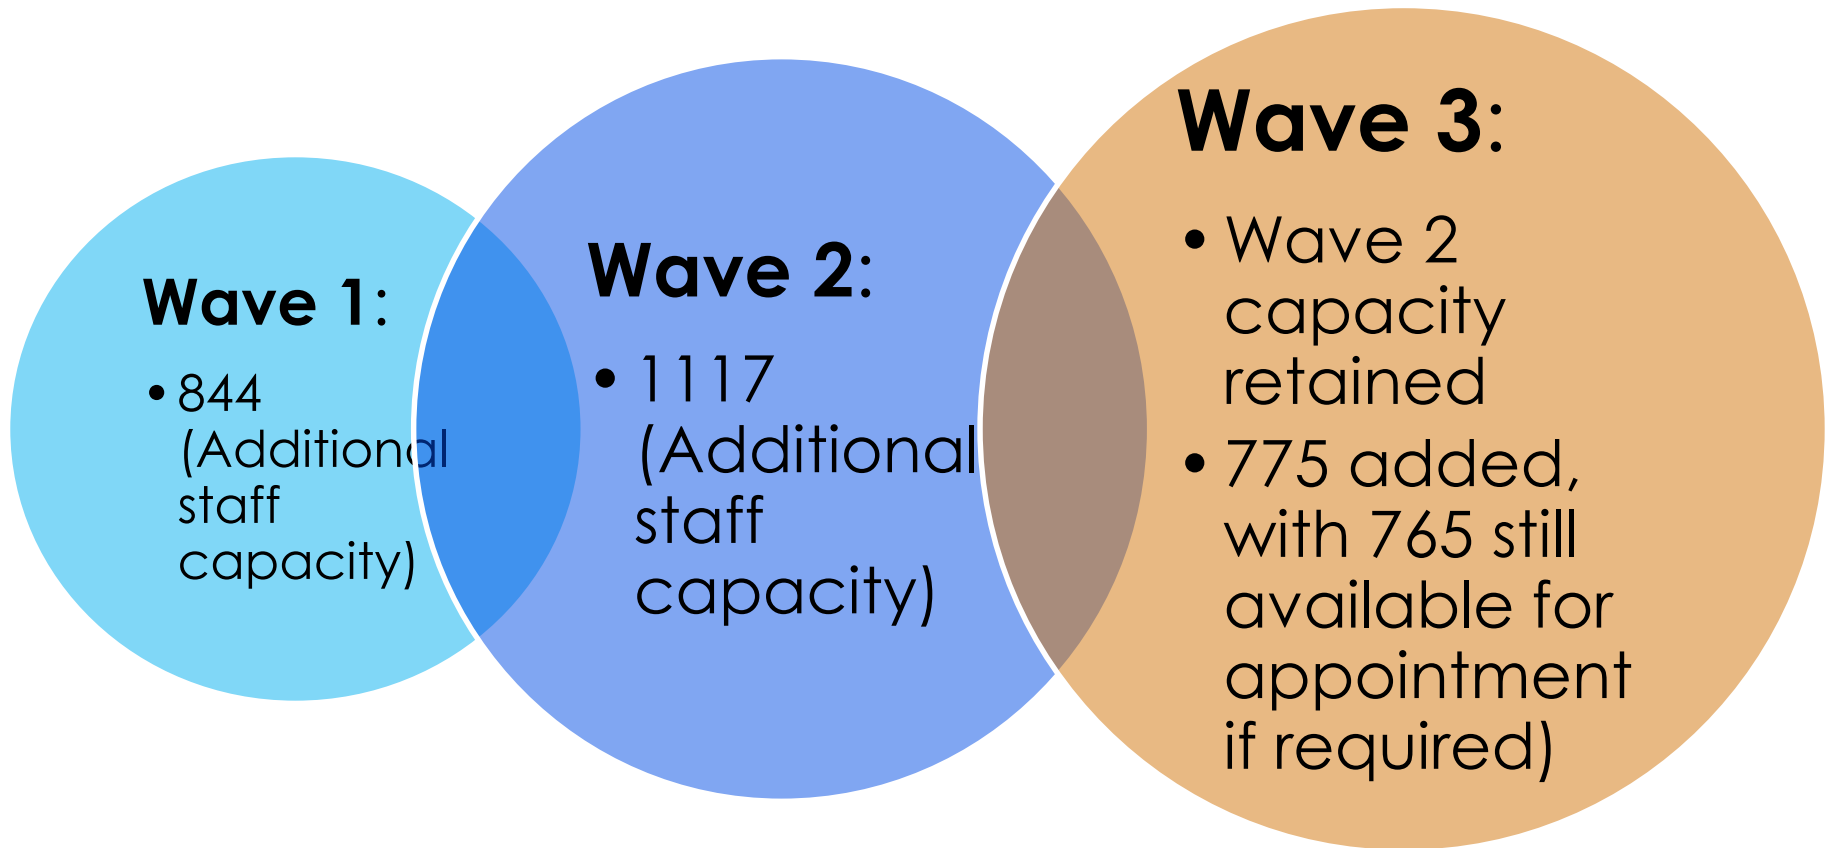 Wave 1:
• 844
(Additional
staff
capacity)
Wave 2:
• 1117
(Additional
staff
capacity)
Wave 3:
• Wave 2
capacity
retained
• 775 added,
with 765 still
available for
appointment
if required)